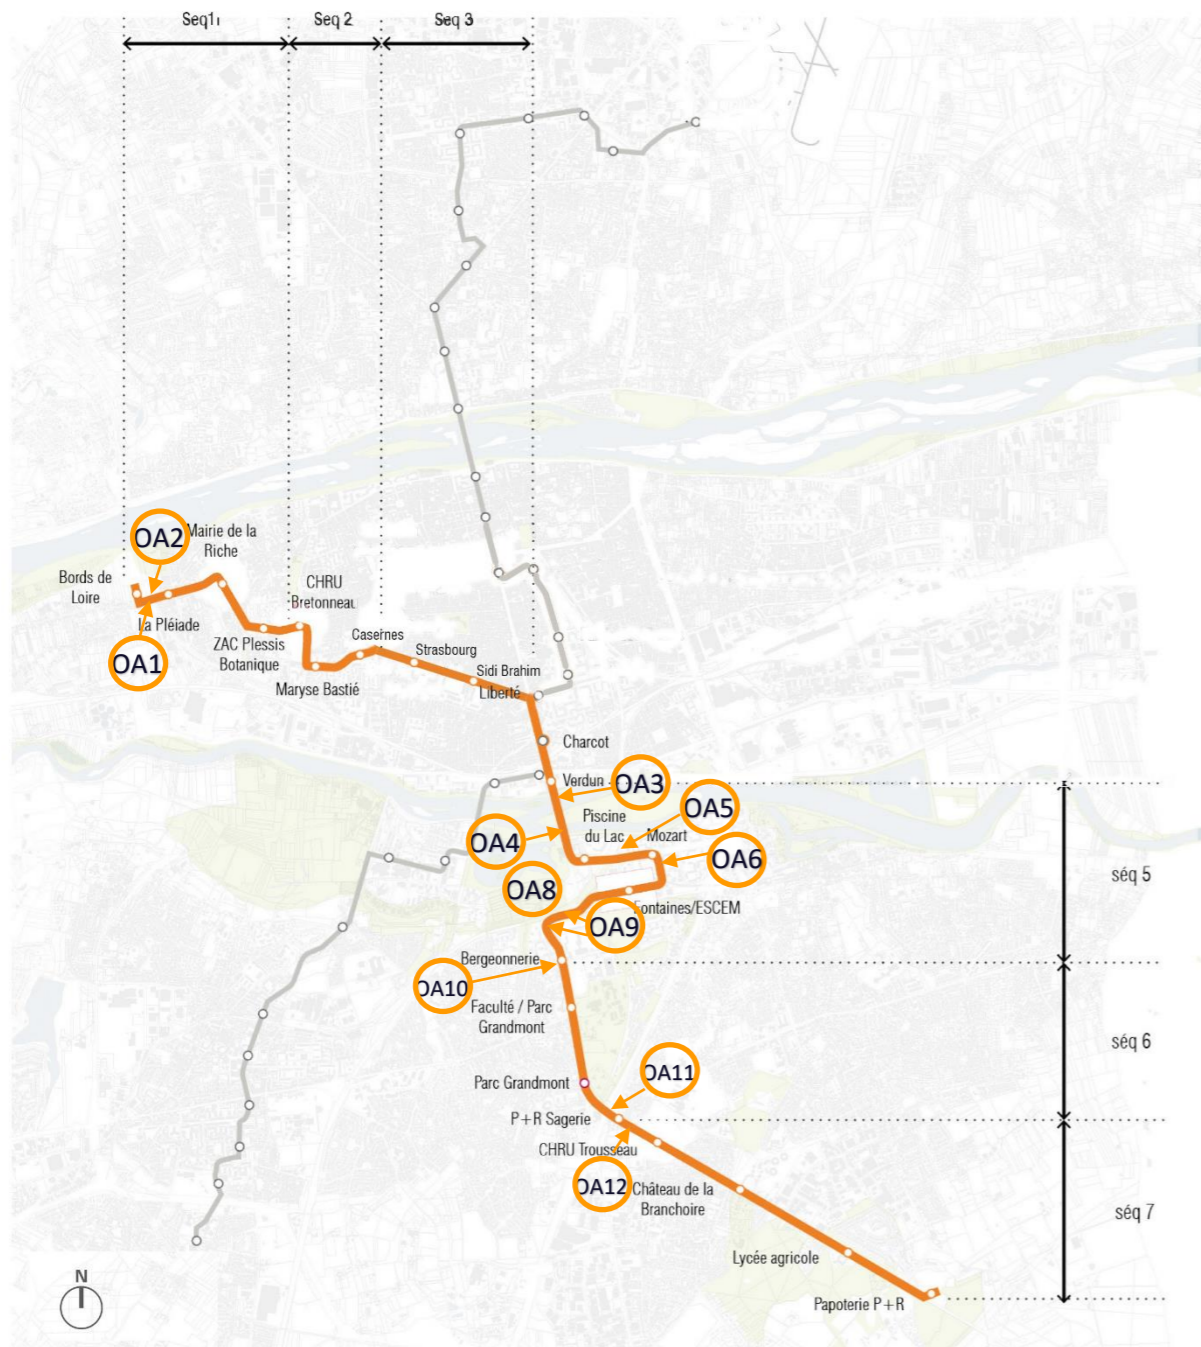 Seq1
Seq 2
Seq 3
OA2
Mairie de la
Riche
Bords de
Loire
La Pléiade
OA1
CHRU
Bretonneau
ZAC Plessis
Botanique
Maryse Bastié
Casernes
Strasbourg
Sidi Brahim
Liberté
Charcot
Verdun
OA3
Piscine
du Lac
OA5
Mozart
OA4
OA6
OA8
Fontaines/ESCEM
OA9
séq 5
Bergeonnerie
OA10
Faculté / Parc
Grandmont
séq 6
Parc Grandmont
OA11
P+R Sagerie
CHRU Trousseau
OA12
Château de la
Branchoire
séq 7
Lycée agricole
Papoterie P+R
N